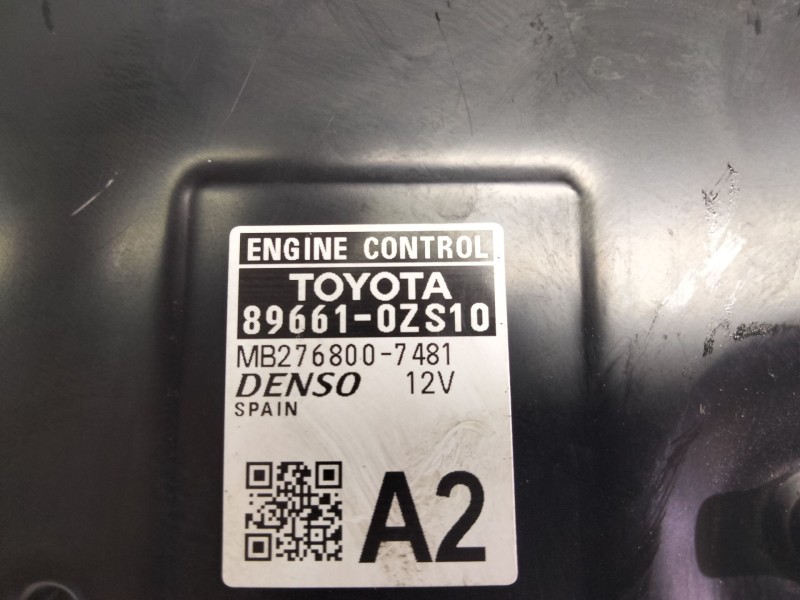 ENGINE CONTROL
TOYOTA
89661-0ZS10
MB276800-7481
DENSO 12V
SPAIN
A2